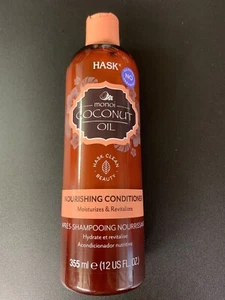 HASK
monoi
COCONUT
OIL
HASK CLEAN
BEAUTY
NOURISHING CONDITIONER
Moisturizes & Revitalizes
APRÈS-SHAMPOOING NOURRISSANT
Hydrate et revitalise
Acondicionador nutritivo
355 ml ℮ (12 US FL. OZ)